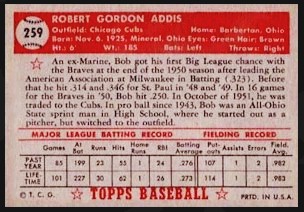 259
ROBERT GORDON ADDIS
Outfield: Chicago Cubs Home: Barberton, Ohio
Born: Nov. 6, 1925, Mineral, Ohio Eyes: Green Hair: Brown
Ht.: 6 Wt.: 185 Bats: Left Throws: Right
An ex-Marine, Bob got his first Big League chance with
the Braves at the end of the 1950 season after leading the
American Association at Milwaukee in Batting (.323). Before
that he hit .314 and .346 for St. Paul in '48 and '49. In 16 games
for the Braves in '50, Bob hit .250. In October of 1951, he
was traded to the Cubs. In pro ball since 1943, Bob was an All-Ohio
Sprint man in High School, where he started out as a
pitcher, but switched to the outfield.
MAJOR LEAGUE BATTING RECORD FIELDING RECORD
Games At Bat Runs Hits H.R. RBI Batting Avg. Put-outs Assists Errors Field. Avg.
PAST YEAR 85 199 23 55 1 24 .276 107 5 2 .983
LIFE-TIME 101 227 30 62 1 24 .273 114 5 2 .983
© T. C. G. TOPPS BASEBALL PRTD. IN U.S.A.